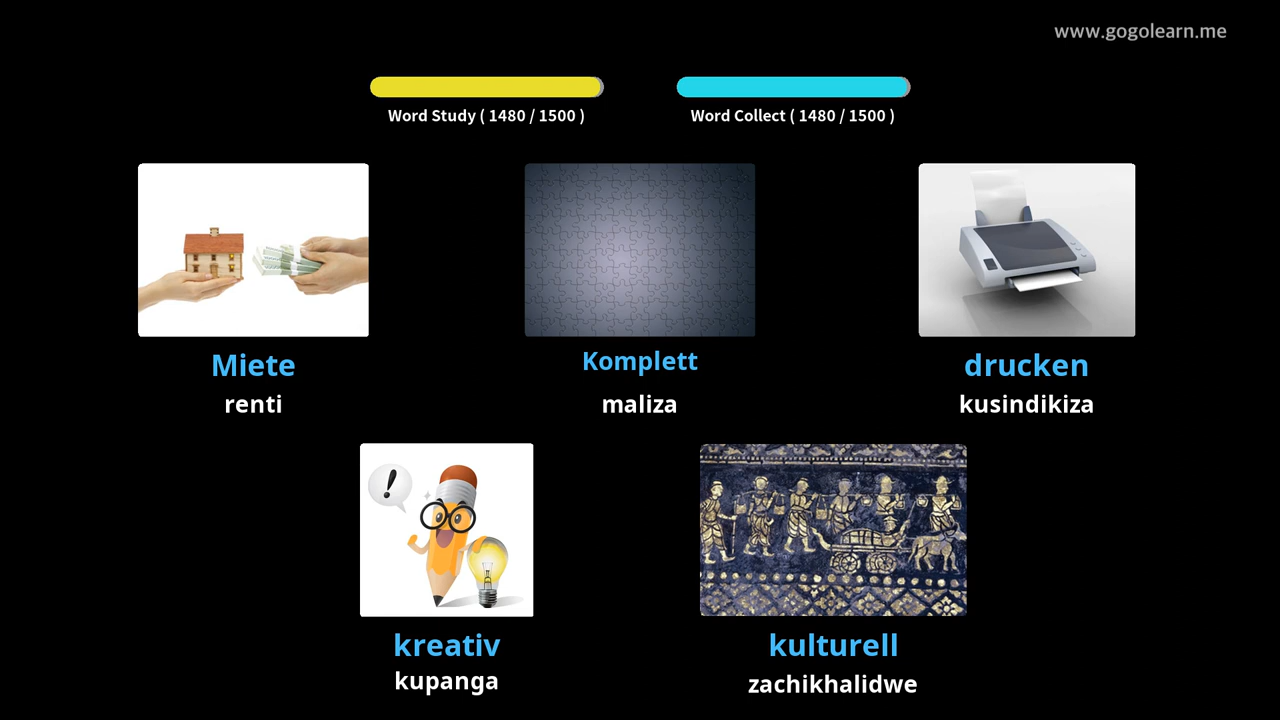 www.gogolearn.me
Word Study ( 1480 / 1500 )
Word Collect ( 1480 / 1500 )
Miete
Komplett
drucken
renti
maliza
kusindikiza
kreativ
kulturell
kupanga
zachikhalidwe